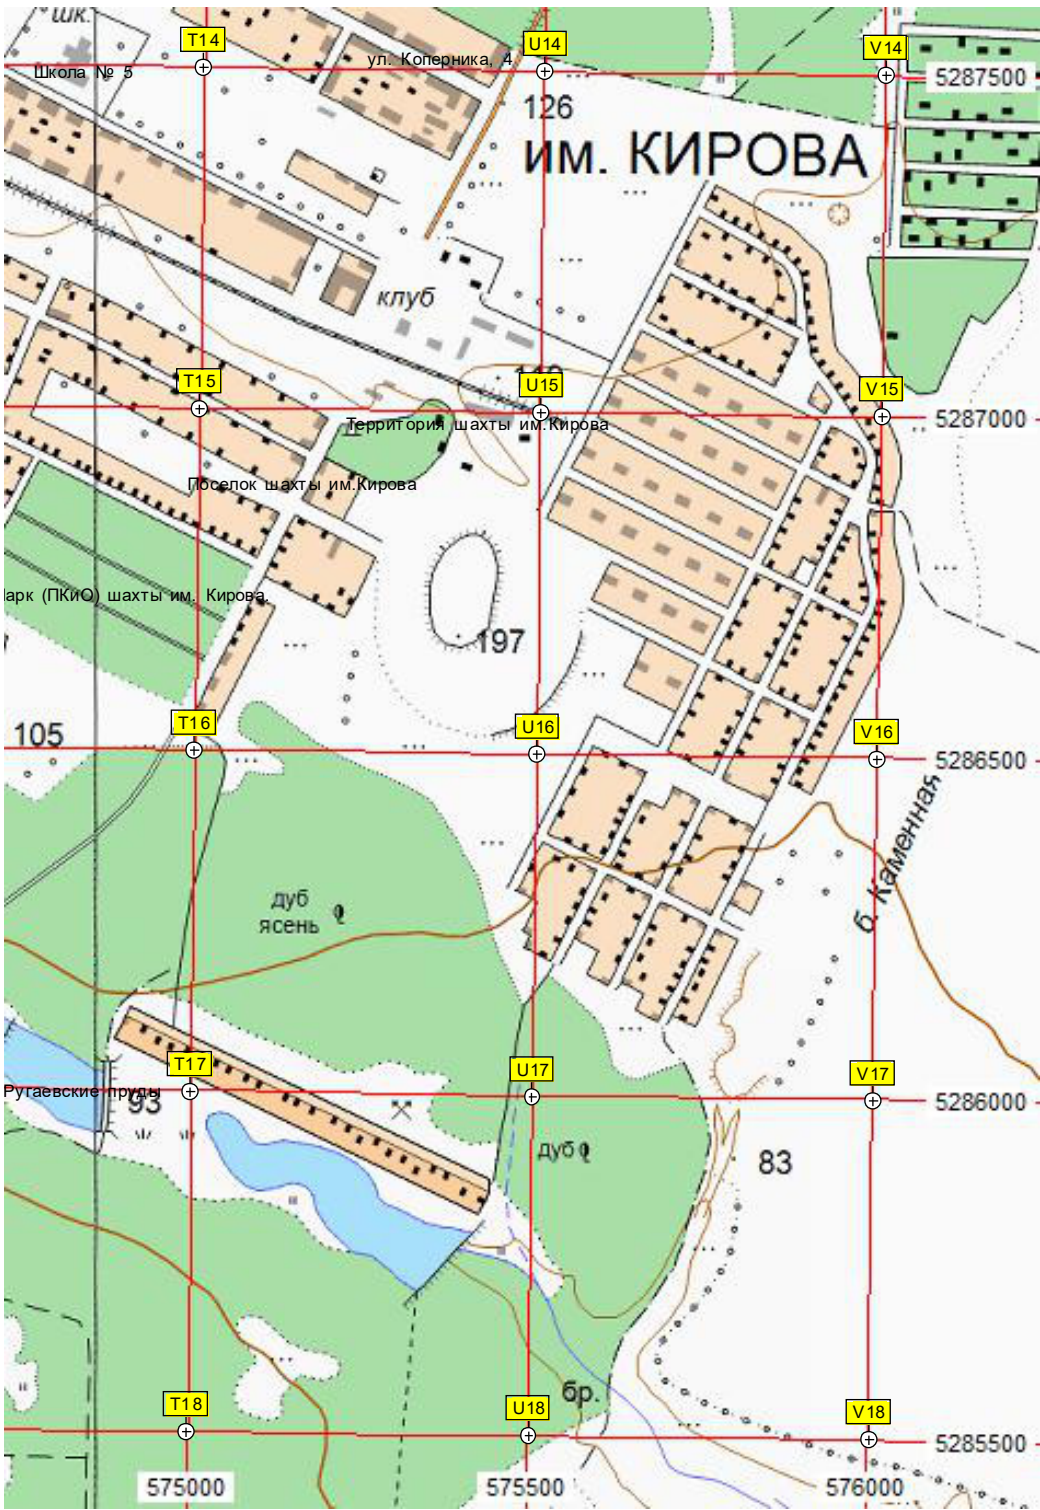 шк.
T14
U14
V14
ул. Коперника, 4
Школа № 5
5287500
126
им. КИРОВА
клуб
T15
U15
V15
5287000
Территория шахты им.Кирова
Поселок шахты им.Кирова
парк (ПКиО) шахты им. Кирова.
197
T16
U16
V16
105
5286500
б. Каменная
дуб
ясень
T17
U17
V17
Ругаевские пруды
93
5286000
дуб
83
бр.
T18
U18
V18
5285500
575000
575500
576000